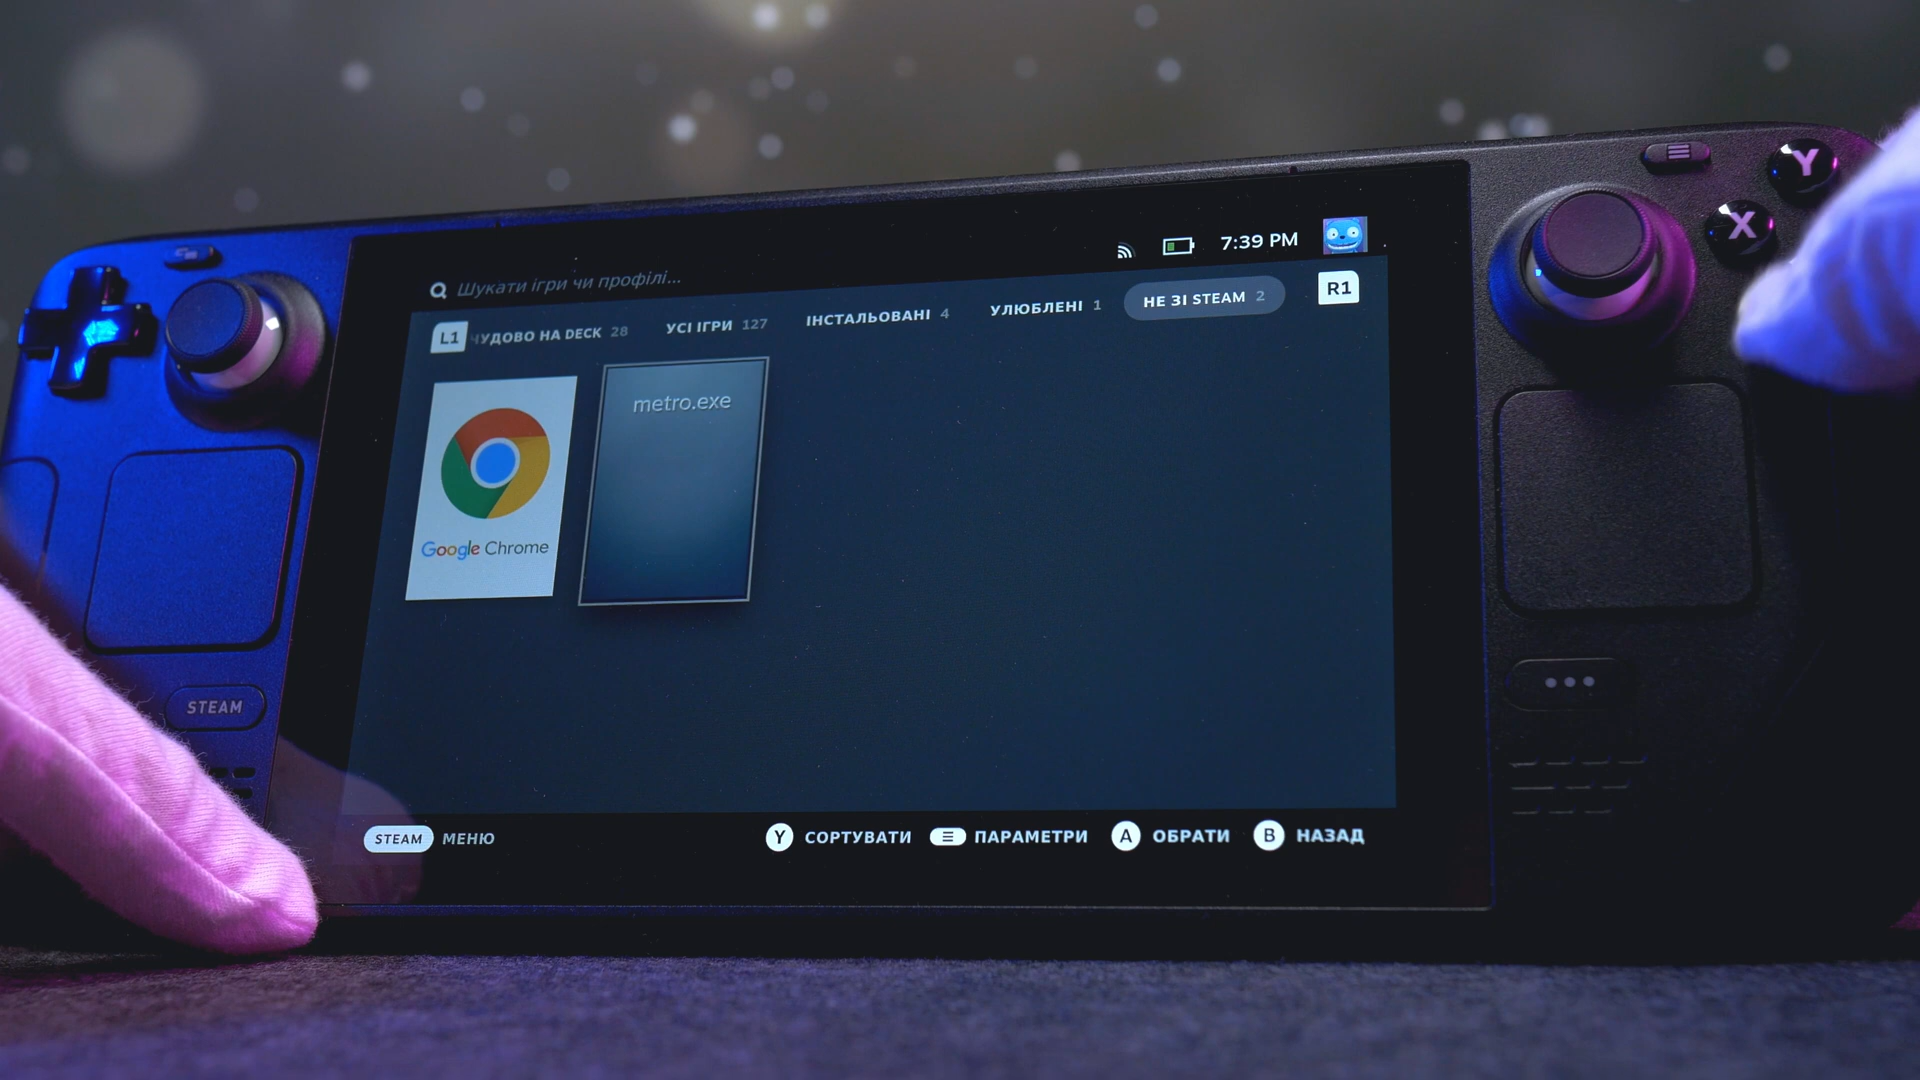 Шукати ігри чи профілі...
7:39 PM
L1
ЧУДОВО НА DECK 28
УСІ ІГРИ 127
ІНСТАЛЬОВАНІ 4
УЛЮБЛЕНІ 1
НЕ ЗІ STEAM 2
R1
Google Chrome
metro.exe
STEAM МЕНЮ
Y СОРТУВАТИ
ПАРАМЕТРИ
A ОБРАТИ
B НАЗАД
STEAM
Y
X